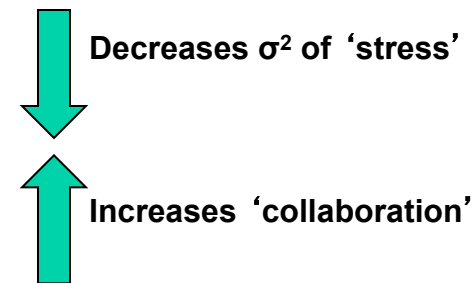 Decreases σ² of ‘stress’
Increases ‘collaboration’